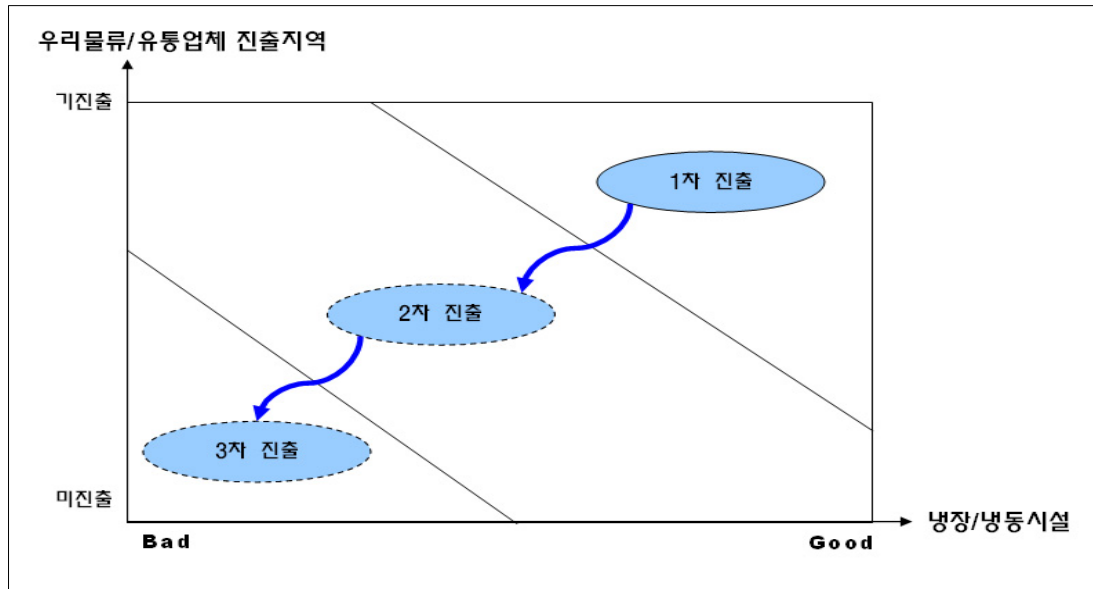 우리물류/유통업체 진출지역
기진출
1차 진출
2차 진출
3차 진출
미진출
냉장/냉동시설
Bad
Good